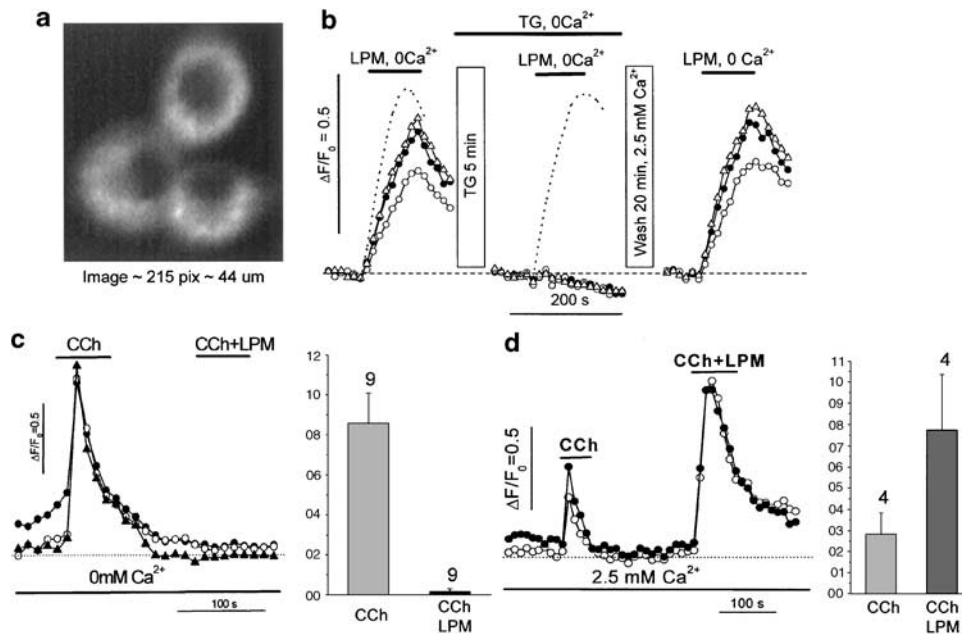 a
Image ~ 215 pix ~ 44 um
b
TG, 0Ca²⁺
LPM, 0Ca²⁺
LPM, 0Ca²⁺
LPM, 0 Ca²⁺
ΔF/F₀ = 0.5
TG 5 min
Wash 20 min, 2.5 mM Ca²⁺
200 s
c
CCh
CCh+LPM
ΔF/F₀=0.5
0mM Ca²⁺
100 s
12
10
08
06
04
02
00
9
9
CCh
CCh
LPM
d
CCh+LPM
CCh
ΔF/F₀=0.5
2.5 mM Ca²⁺
100 s
11
10
09
08
07
06
05
04
03
02
01
00
4
4
CCh
CCh
LPM